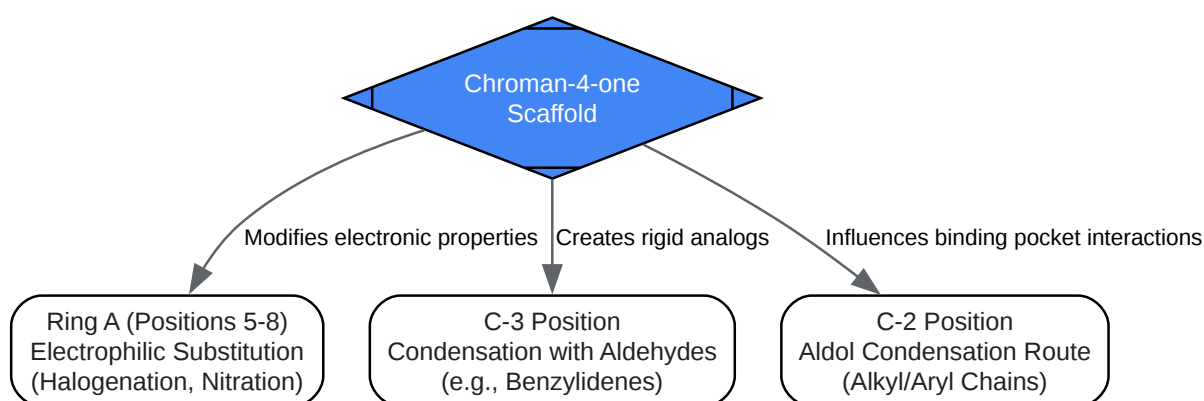 Chroman-4-one
Scaffold
Modifies electronic properties
Creates rigid analogs
Influences binding pocket interactions
Ring A (Positions 5-8)
Electrophilic Substitution
(Halogenation, Nitration)
C-3 Position
Condensation with Aldehydes
(e.g., Benzylidenes)
C-2 Position
Aldol Condensation Route
(Alkyl/Aryl Chains)